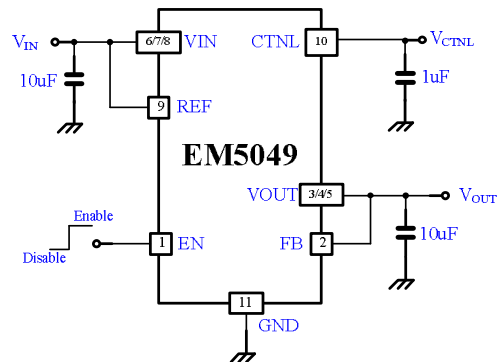 VIN
6/7/8 VIN
CTNL 10
VCTNL
10uF
1uF
9 REF
EM5049
VOUT 3/4/5
VOUT
Enable
Disable
1 EN
FB 2
10uF
11
GND